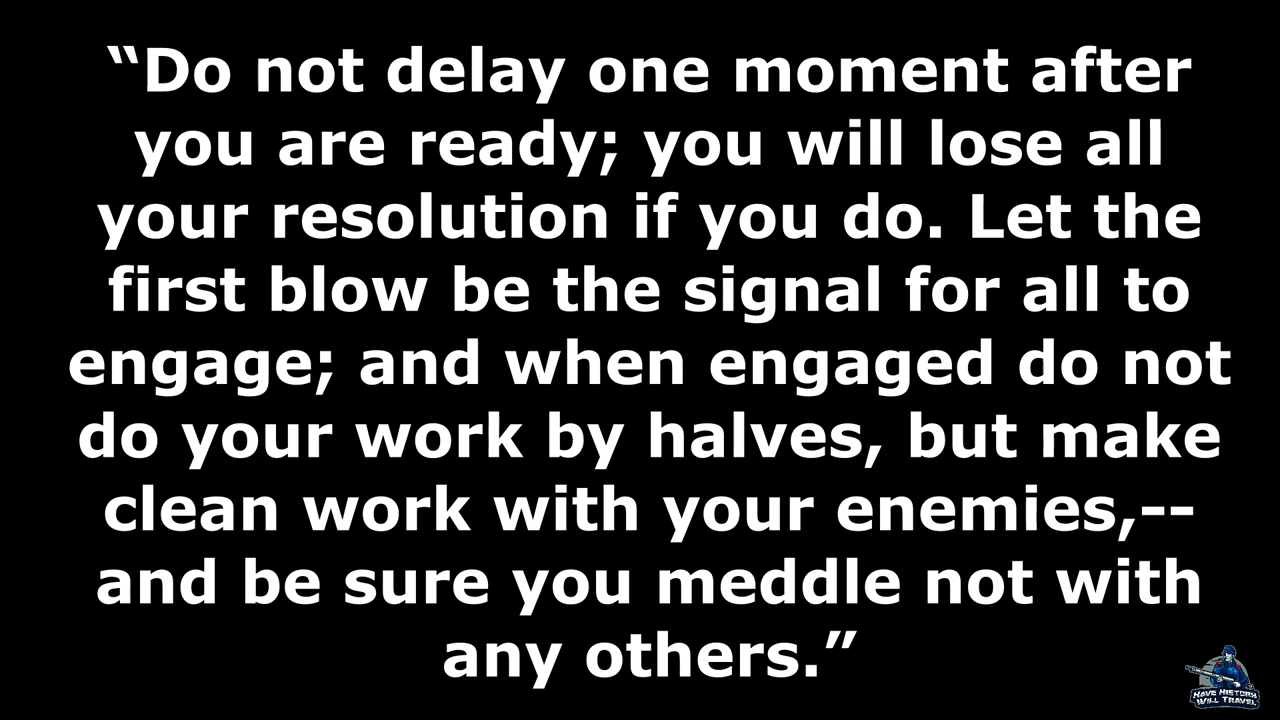 “Do not delay one moment after
you are ready; you will lose all
your resolution if you do. Let the
first blow be the signal for all to
engage; and when engaged do not
do your work by halves, but make
clean work with your enemies,--
and be sure you meddle not with
any others.”
HAVE HISTORY
WILL TRAVEL